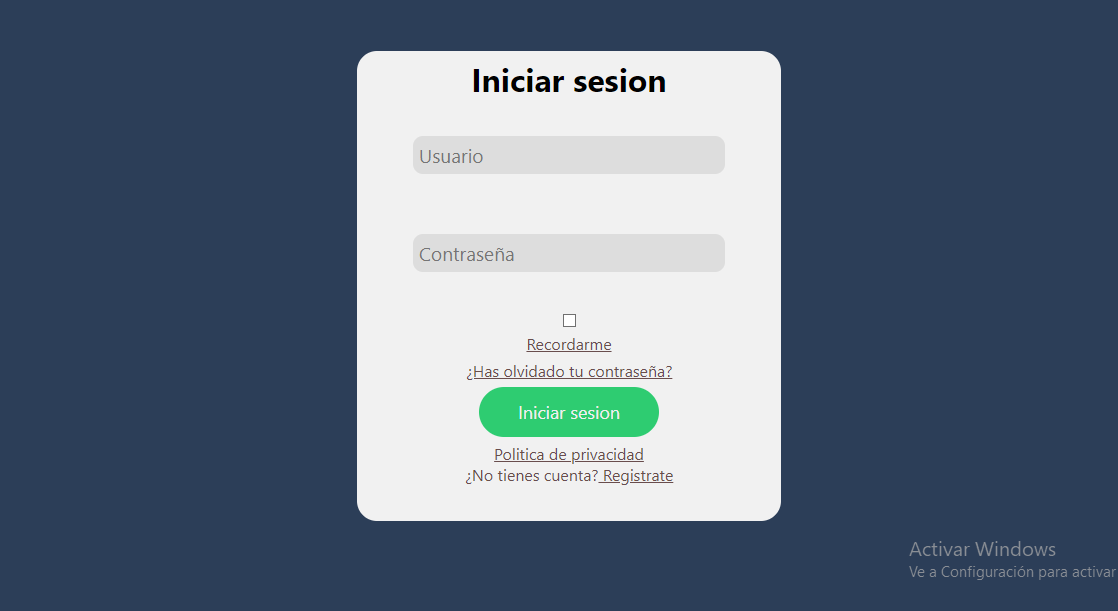 Iniciar sesion
Usuario
Contraseña
Recordarme
¿Has olvidado tu contraseña?
Iniciar sesion
Politica de privacidad
¿No tienes cuenta? Registrate
Activar Windows
Ve a Configuración para activar